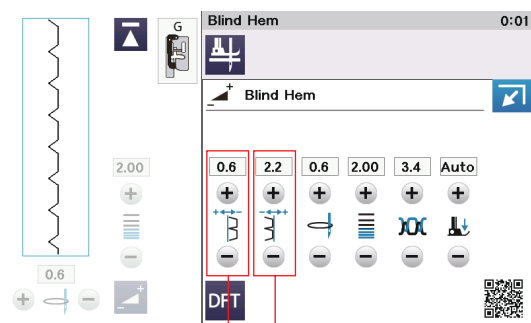 G
2.00
0.6
Blind Hem 0:01
Blind Hem
0.6 2.2 0.6 2.00 3.4 Auto
DFT